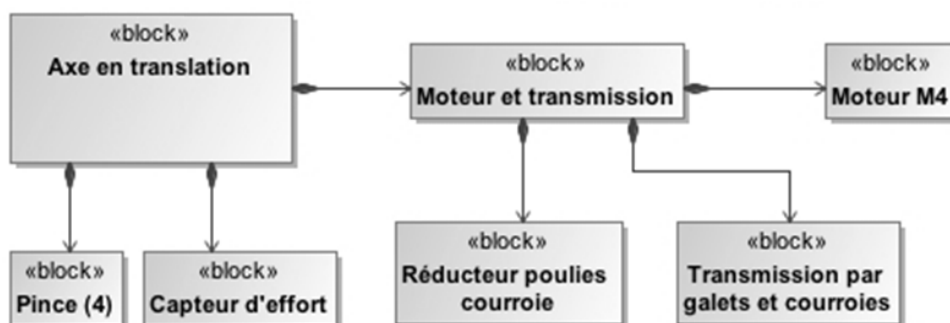 «block»
Axe en translation
«block»
Moteur et transmission
«block»
Moteur M4
«block»
Pince (4)
«block»
Capteur d'effort
«block»
Réducteur poulies
courroie
«block»
Transmission par
galets et courroies